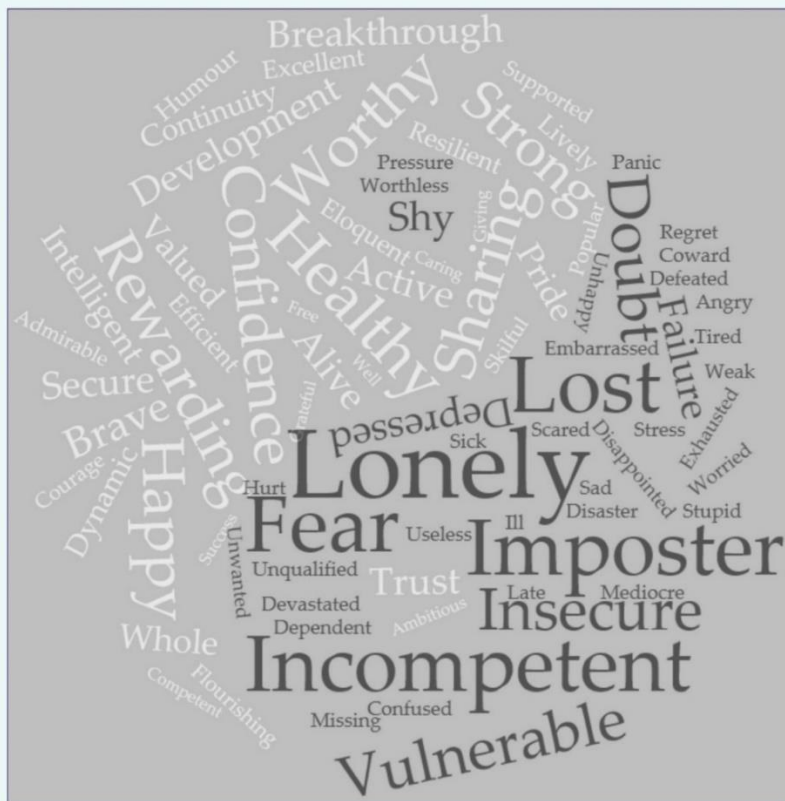 Breakthrough
Excellent
Humour
Continuity
Development
Worthy
Supported
Strong
Lively
Resilient
Pressure
Panic
Worthless
Confidence
Shy
Giving
Sharing
Doubt
Eloquent
Popular
Regret
Valued
Healthy
Caring
Pride
Unhappy
Coward
Intelligent
Rewarding
Active
Defeated
Efficient
Free
Failure
Angry
Admirable
Alive
Well
Skilful
Embarrassed
Tired
Secure
Lost
Weak
Brave
Grateful
Depressed
Exhausted
Happy
Lonely
Sick
Scared
Disappointed
Stress
Courage
Dynamic
Hurt
Sad
Worried
Fear
Disaster
Stupid
Success
Unwanted
Useless
Ill
Imposter
Unqualified
Trust
Late
Mediocre
Devastated
Ambitious
Insecure
Dependent
Whole
Incompetent
Flourishing
Competent
Missing
Confused
Vulnerable